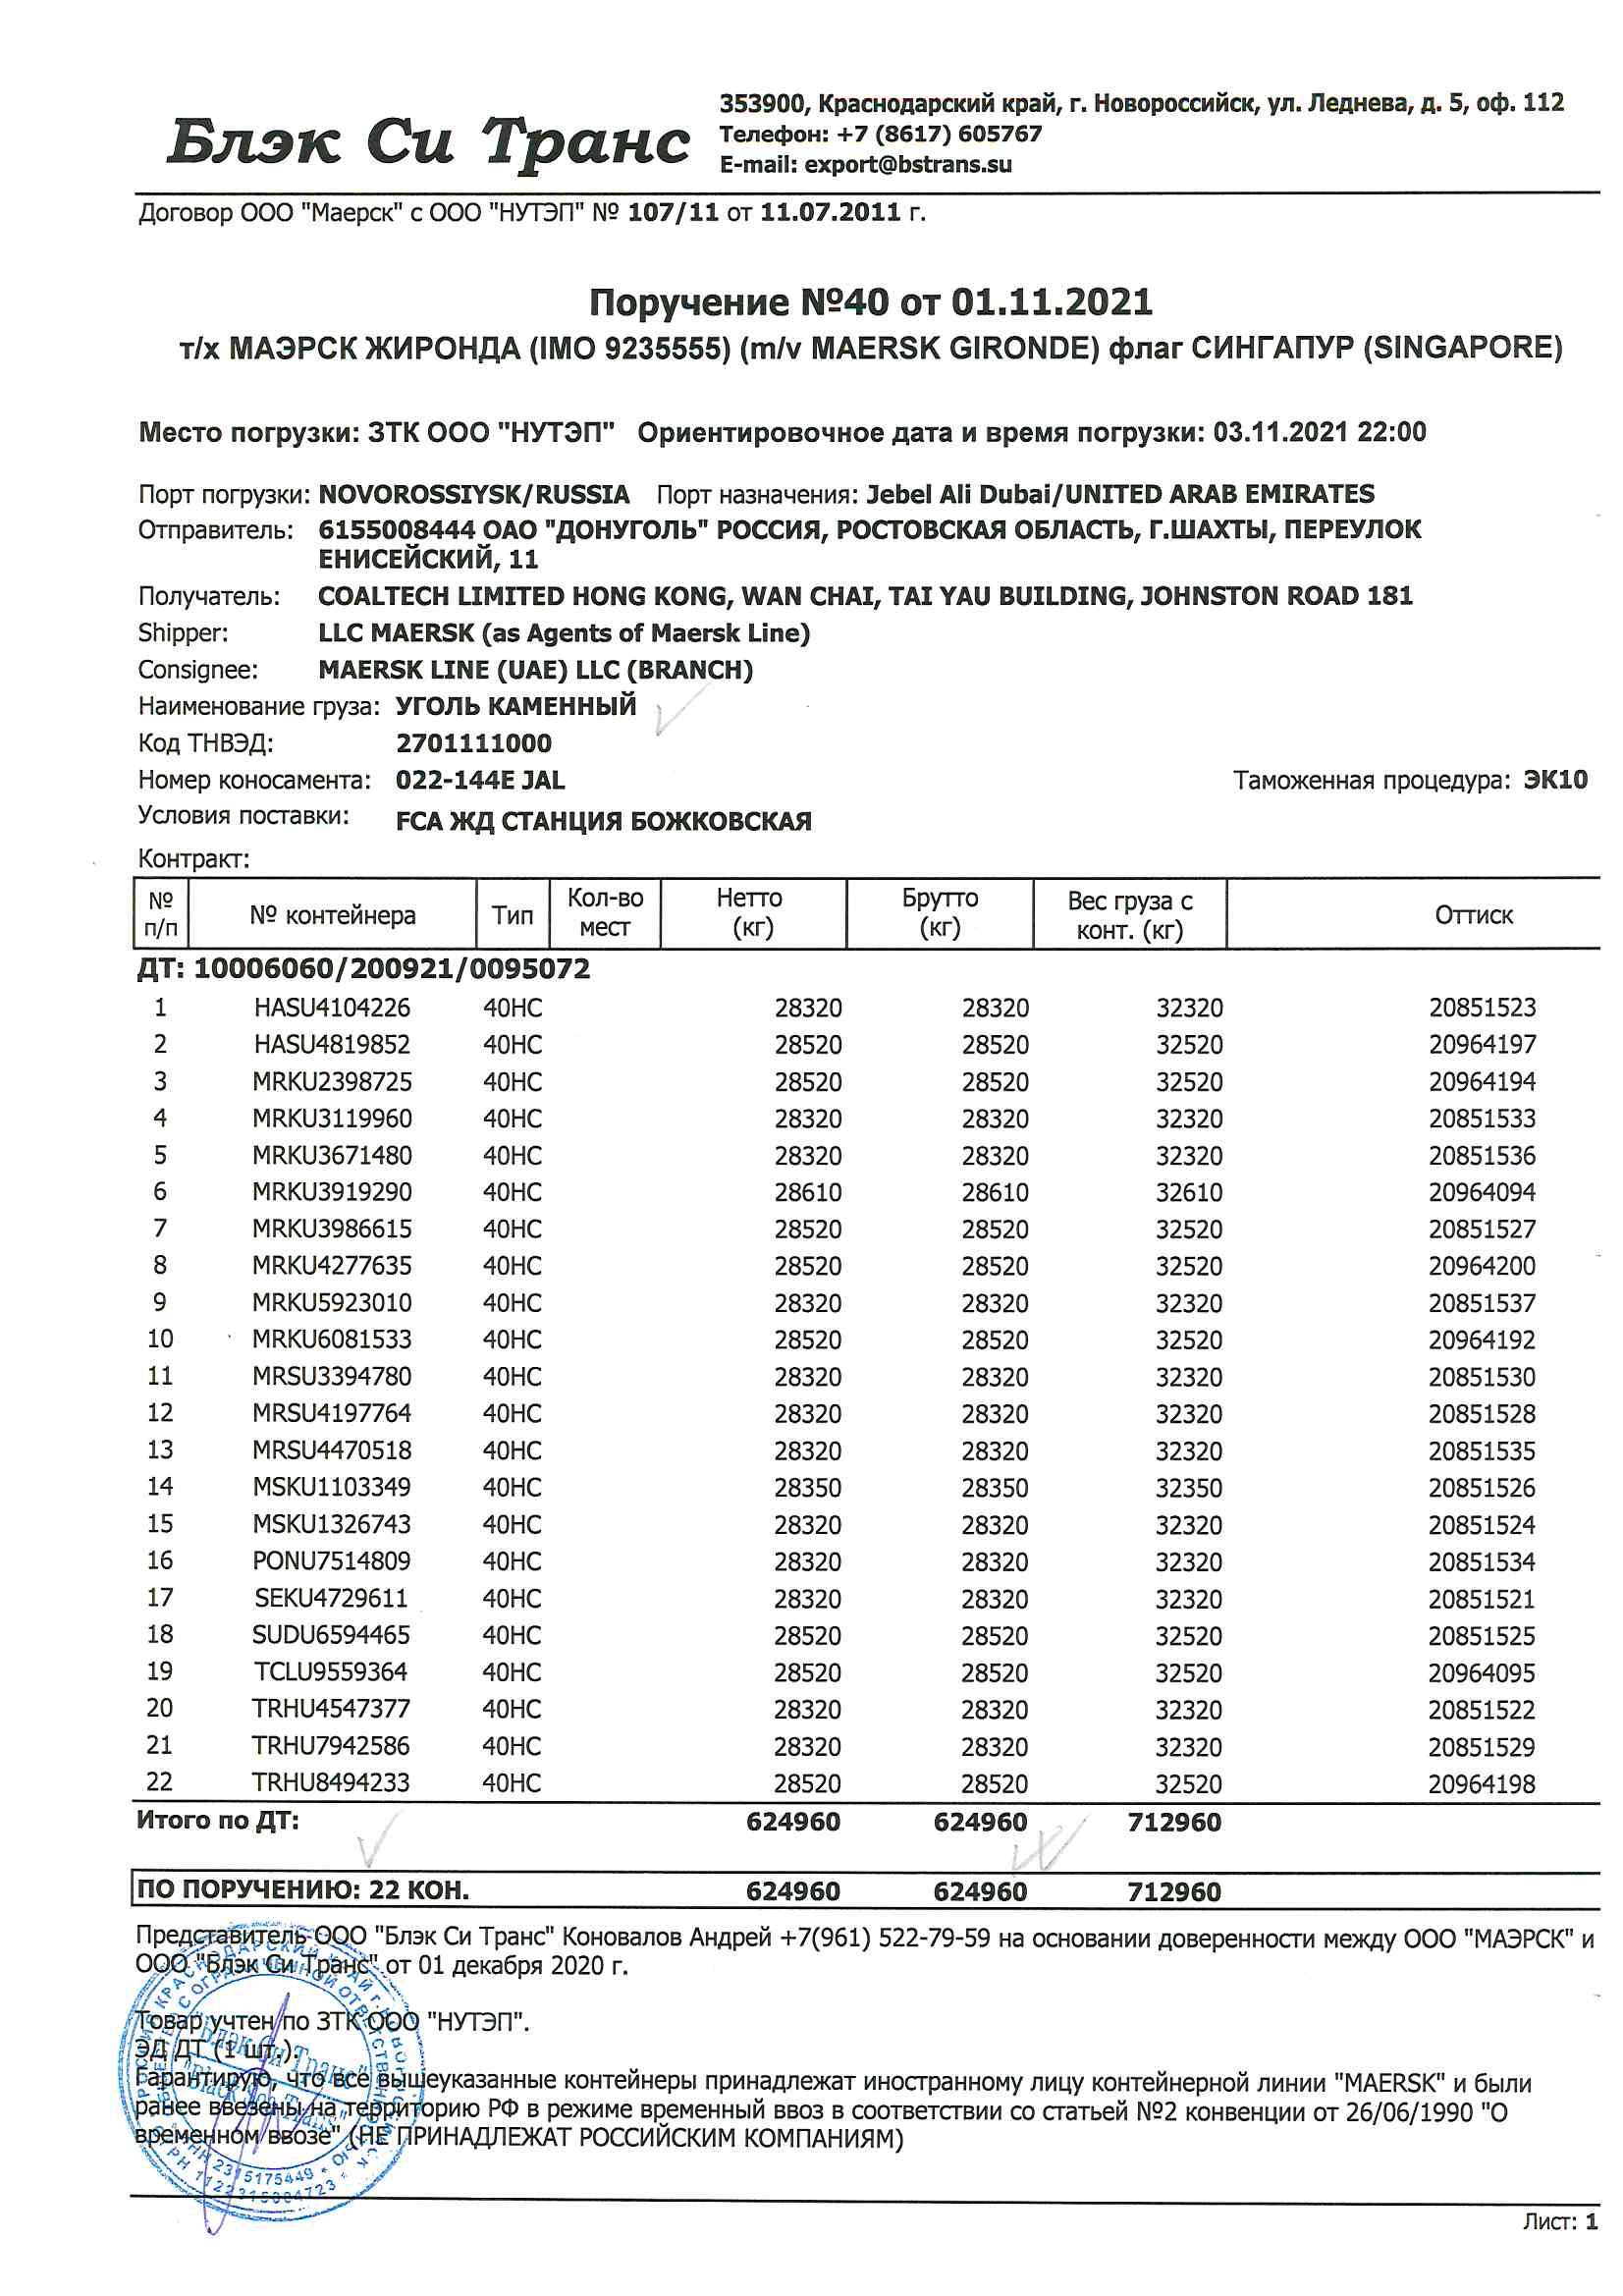 Блэк Си Транс
353900, Краснодарский край, г. Новороссийск, ул. Леднева, д. 5, оф. 112
Телефон: +7 (8617) 605767
E-mail: export@bstrans.su
Договор ООО "Маерск" с ООО "НУТЭП" № 107/11 от 11.07.2011 г.
Поручение №40 от 01.11.2021
т/х МАЭРСК ЖИРОНДА (IMO 9235555) (m/v MAERSK GIRONDE) флаг СИНГАПУР (SINGAPORE)
Место погрузки: ЗТК ООО "НУТЭП" Ориентировочное дата и время погрузки: 03.11.2021 22:00
Порт погрузки: NOVOROSSIYSK/RUSSIA Порт назначения: Jebel Ali Dubai/UNITED ARAB EMIRATES
Отправитель: 6155008444 ОАО "ДОНУГОЛЬ" РОССИЯ, РОСТОВСКАЯ ОБЛАСТЬ, Г.ШАХТЫ, ПЕРЕУЛОК
ЕНИСЕЙСКИЙ, 11
Получатель: COALTECH LIMITED HONG KONG, WAN CHAI, TAI YAU BUILDING, JOHNSTON ROAD 181
Shipper: LLC MAERSK (as Agents of Maersk Line)
Consignee: MAERSK LINE (UAE) LLC (BRANCH)
Наименование груза: УГОЛЬ КАМЕННЫЙ
Код ТНВЭД: 2701111000
Номер коносамента: 022-144E JAL Таможенная процедура: ЭК10
Условия поставки: FCA ЖД СТАНЦИЯ БОЖКОВСКАЯ
Контракт:
№ п/п № контейнера Тип Кол-во мест Нетто (кг) Брутто (кг) Вес груза с конт. (кг) Оттиск
ДТ: 10006060/200921/0095072
1 HASU4104226 40HC 28320 28320 32320 20851523
2 HASU4819852 40HC 28520 28520 32520 20964197
3 MRKU2398725 40HC 28520 28520 32520 20964194
4 MRKU3119960 40HC 28320 28320 32320 20851533
5 MRKU3671480 40HC 28320 28320 32320 20851536
6 MRKU3919290 40HC 28610 28610 32610 20964094
7 MRKU3986615 40HC 28520 28520 32520 20851527
8 MRKU4277635 40HC 28520 28520 32520 20964200
9 MRKU5923010 40HC 28320 28320 32320 20851537
10 MRKU6081533 40HC 28520 28520 32520 20964192
11 MRSU3394780 40HC 28320 28320 32320 20851530
12 MRSU4197764 40HC 28320 28320 32320 20851528
13 MRSU4470518 40HC 28320 28320 32320 20851535
14 MSKU1103349 40HC 28350 28350 32350 20851526
15 MSKU1326743 40HC 28320 28320 32320 20851524
16 PONU7514809 40HC 28320 28320 32320 20851534
17 SEKU4729611 40HC 28320 28320 32320 20851521
18 SUDU6594465 40HC 28520 28520 32520 20851525
19 TCLU9559364 40HC 28520 28520 32520 20964095
20 TRHU4547377 40HC 28320 28320 32320 20851522
21 TRHU7942586 40HC 28320 28320 32320 20851529
22 TRHU8494233 40HC 28520 28520 32520 20964198
Итого по ДТ: 624960 624960 712960
ПО ПОРУЧЕНИЮ: 22 КОН. 624960 624960 712960
Представитель ООО "Блэк Си Транс" Коновалов Андрей +7(961) 522-79-59 на основании доверенности между ООО "МАЭРСК" и
ООО "Блэк Си Транс" от 01 декабря 2020 г.
Товар учтен по ЗТК ООО "НУТЭП".
ЭД ДТ (1 шт.).
Гарантирую, что все вышеуказанные контейнеры принадлежат иностранному лицу контейнерной линии "MAERSK" и были
ранее ввезены на территорию РФ в режиме временный ввоз в соответствии со статьей №2 конвенции от 26/06/1990 "О
временном ввозе" (НЕ ПРИНАДЛЕЖАТ РОССИЙСКИМ КОМПАНИЯМ)
"Блэк Си Транс"
"Black Sea Trans"
ИНН 2315175449
Лист: 1